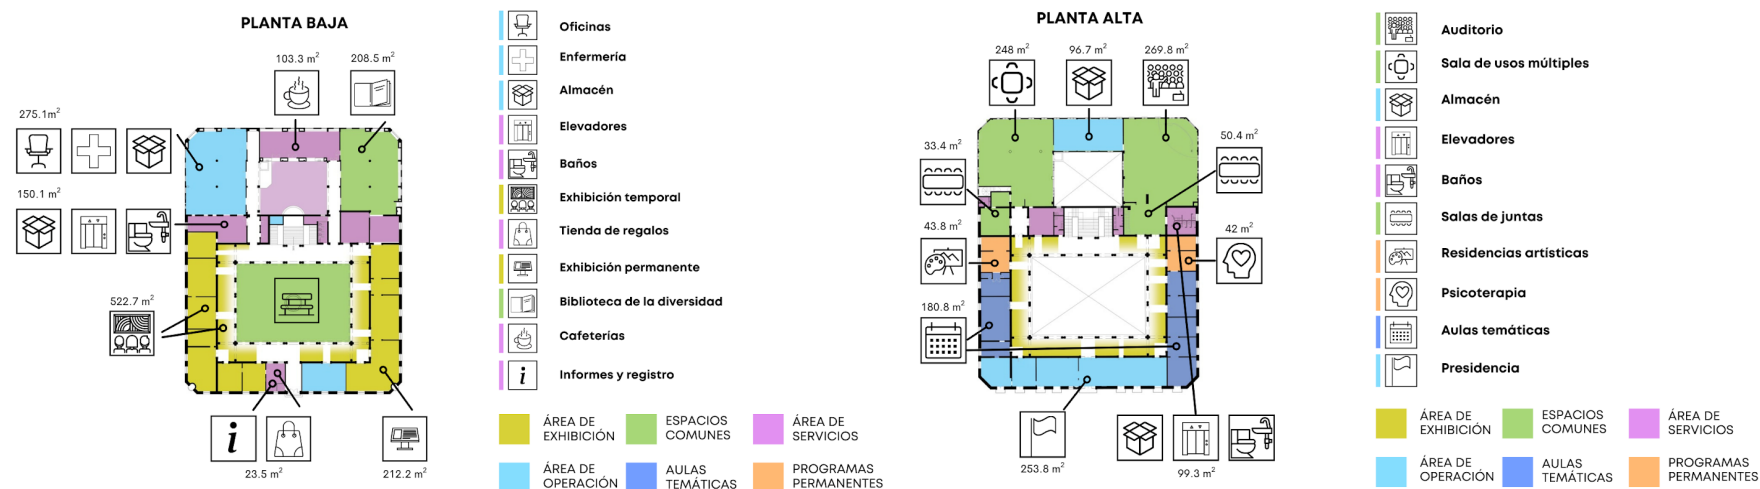 PLANTA BAJA
103.3 m²
208.5 m²
275.1m²
150.1 m²
522.7 m²
i
23.5 m²
212.2 m²
Oficinas
Enfermería
Almacén
Elevadores
Baños
Exhibición temporal
Tienda de regalos
Exhibición permanente
Biblioteca de la diversidad
Cafeterías
i Informes y registro
ÁREA DE
EXHIBICIÓN
ESPACIOS
COMUNES
ÁREA DE
SERVICIOS
ÁREA DE
OPERACIÓN
AULAS
TEMÁTICAS
PROGRAMAS
PERMANENTES
PLANTA ALTA
248 m²
96.7 m²
269.8 m²
33.4 m²
50.4 m²
43.8 m²
42 m²
180.8 m²
253.8 m²
99.3 m²
Auditorio
Sala de usos múltiples
Almacén
Elevadores
Baños
Salas de juntas
Residencias artísticas
Psicoterapia
Aulas temáticas
Presidencia
ÁREA DE
EXHIBICIÓN
ESPACIOS
COMUNES
ÁREA DE
SERVICIOS
ÁREA DE
OPERACIÓN
AULAS
TEMÁTICAS
PROGRAMAS
PERMANENTES